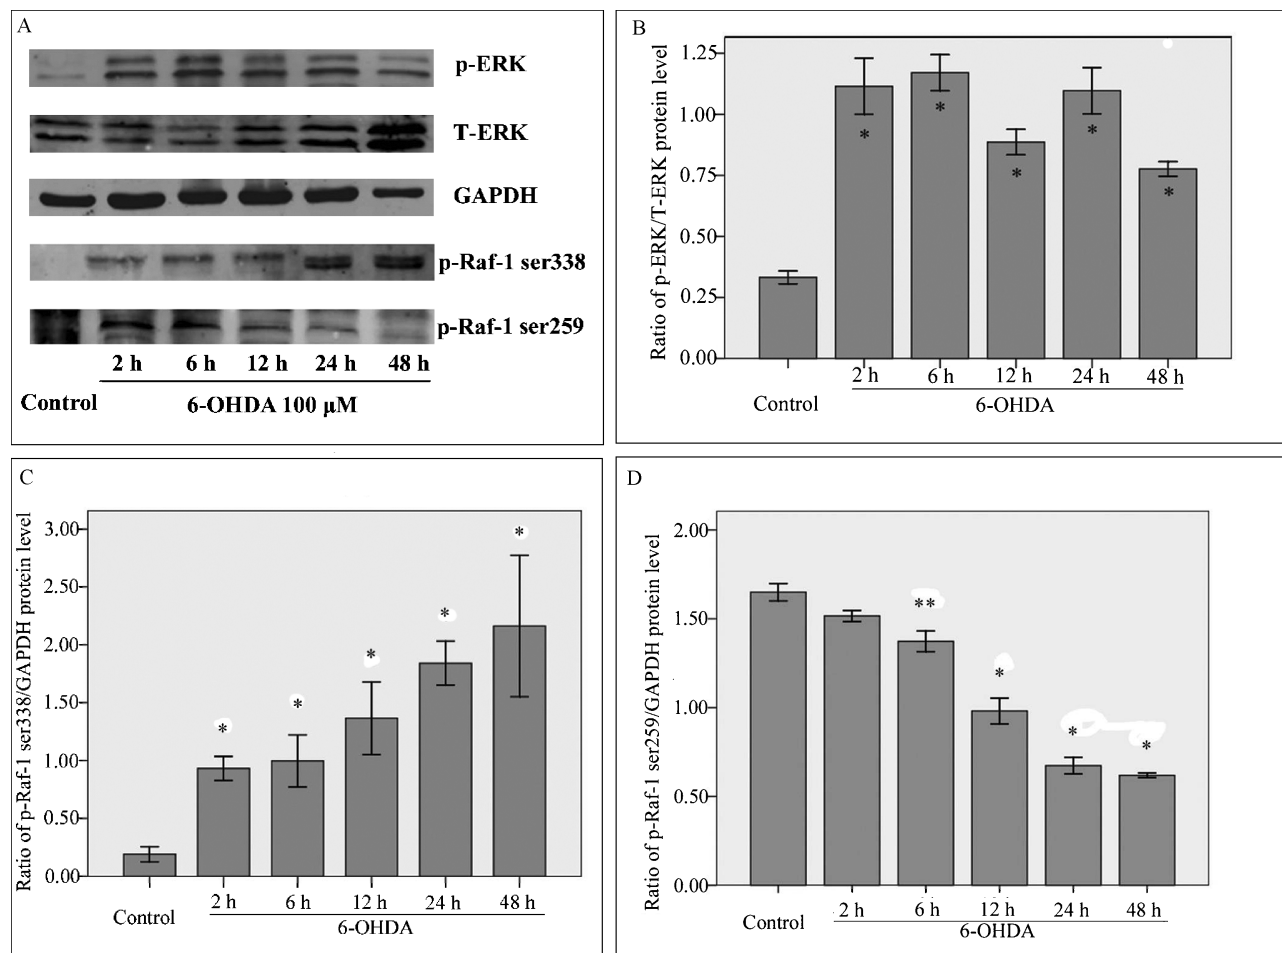 A
p-ERK
T-ERK
GAPDH
p-Raf-1 ser338
p-Raf-1 ser259
2 h 6 h 12 h 24 h 48 h
Control 6-OHDA 100 μM
B
Ratio of p-ERK/T-ERK protein level
1.25
1.00
0.75
0.50
0.25
0.00
* * * * *
2 h 6 h 12 h 24 h 48 h
Control 6-OHDA
C
Ratio of p-Raf-1 ser338/GAPDH protein level
3.00
2.50
2.00
1.50
1.00
0.50
0.00
* * * * *
2 h 6 h 12 h 24 h 48 h
Control 6-OHDA
D
Ratio of p-Raf-1 ser259/GAPDH protein level
2.00
1.50
1.00
0.50
0.00
** * * *
2 h 6 h 12 h 24 h 48 h
Control 6-OHDA